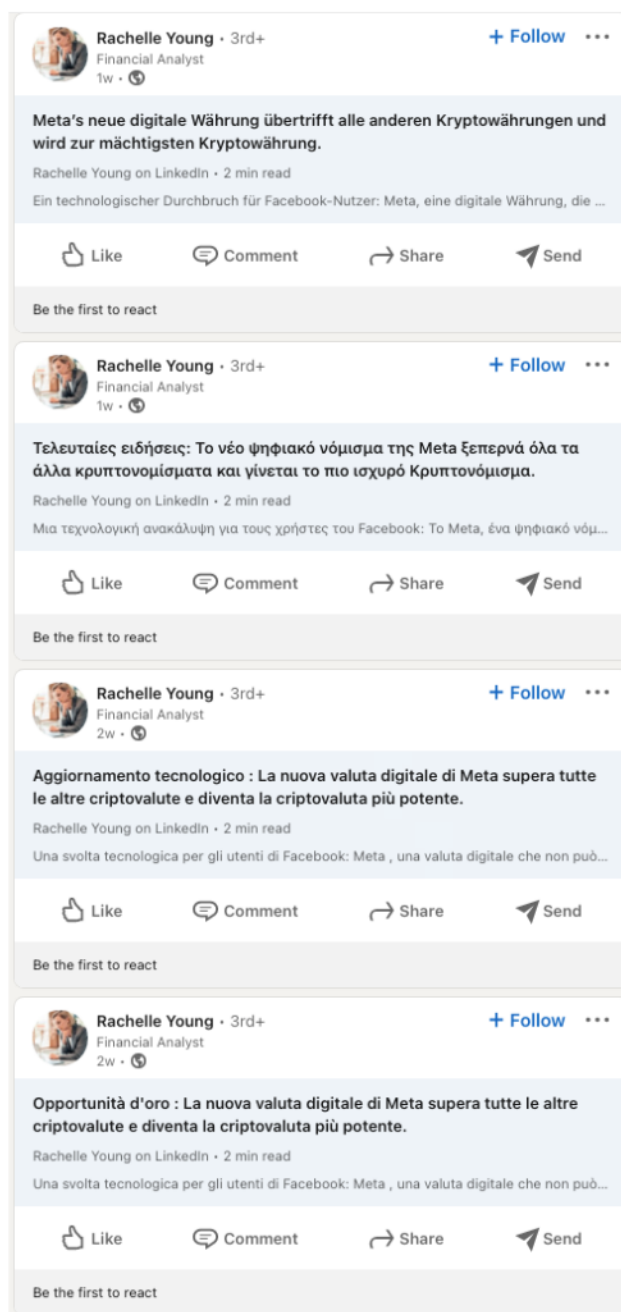 Rachelle Young • 3rd+
+ Follow
Financial Analyst
1w •
Meta's neue digitale Währung übertrifft alle anderen Kryptowährungen und
wird zur mächtigsten Kryptowährung.
Rachelle Young on LinkedIn • 2 min read
Ein technologischer Durchbruch für Facebook-Nutzer: Meta, eine digitale Währung, die ...
Like Comment Share Send
Be the first to react
Rachelle Young • 3rd+
+ Follow
Financial Analyst
1w •
Τελευταίες ειδήσεις: Το νέο ψηφιακό νόμισμα της Meta ξεπερνά όλα τα
άλλα κρυπτονομίσματα και γίνεται το πιο ισχυρό Κρυπτονόμισμα.
Rachelle Young on LinkedIn • 2 min read
Μια τεχνολογική ανακάλυψη για τους χρήστες του Facebook: Το Meta, ένα ψηφιακό νόμ...
Like Comment Share Send
Be the first to react
Rachelle Young • 3rd+
+ Follow
Financial Analyst
2w •
Aggiornamento tecnologico : La nuova valuta digitale di Meta supera tutte
le altre criptovalute e diventa la criptovaluta più potente.
Rachelle Young on LinkedIn • 2 min read
Una svolta tecnologica per gli utenti di Facebook: Meta , una valuta digitale che non può...
Like Comment Share Send
Be the first to react
Rachelle Young • 3rd+
+ Follow
Financial Analyst
2w •
Opportunità d'oro : La nuova valuta digitale di Meta supera tutte le altre
criptovalute e diventa la criptovaluta più potente.
Rachelle Young on LinkedIn • 2 min read
Una svolta tecnologica per gli utenti di Facebook: Meta , una valuta digitale che non può...
Like Comment Share Send
Be the first to react